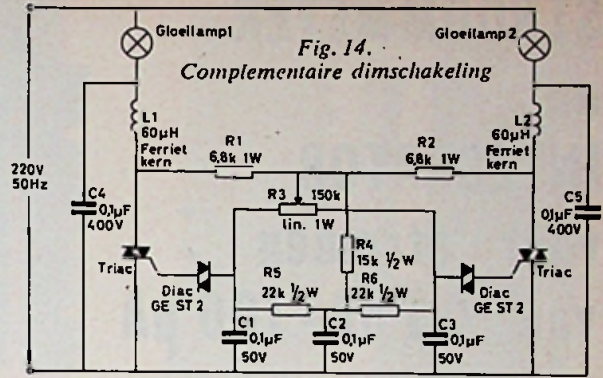 Gloeilamp1
Fig. 14.
Complementaire dimschakeling
Gloeilamp 2
L1
60µH
Ferriet
kern
L2
60µH
Ferriet
kern
R1
6,8k 1W
R2
6,8k 1W
220V
50Hz
C4
0,1µF
400V
R3
150k
lin. 1W
C5
0,1µF
400V
R4
15k ½W
Triac
Diac
GE ST 2
R5
22k ½W
R6
22k ½W
Diac
GE ST 2
Triac
C1
0,1µF
50V
C2
0,1µF
50V
C3
0,1µF
50V